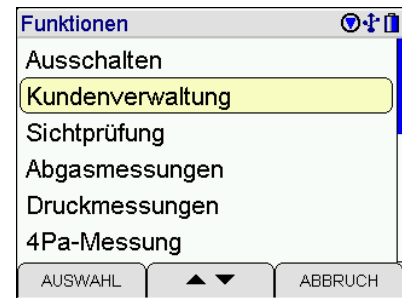 Funktionen
Ausschalten
Kundenverwaltung
Sichtprüfung
Abgasmessungen
Druckmessungen
4Pa-Messung
AUSWAHL ABBRUCH